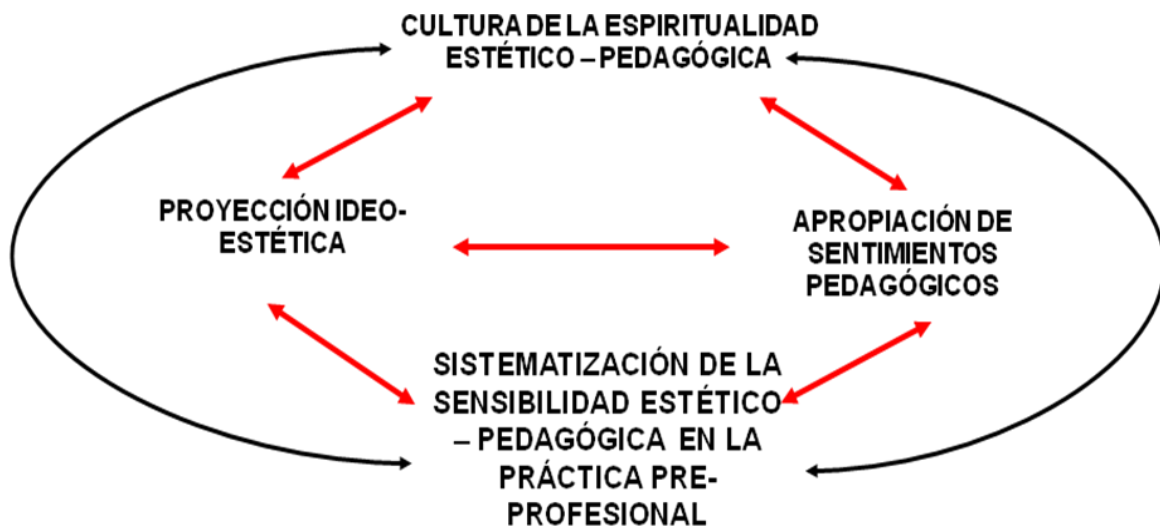 CULTURA DE LA ESPIRITUALIDAD
ESTÉTICO – PEDAGÓGICA
PROYECCIÓN IDEO-
ESTÉTICA
APROPIACIÓN DE
SENTIMIENTOS
PEDAGÓGICOS
SISTEMATIZACIÓN DE LA
SENSIBILIDAD ESTÉTICO
– PEDAGÓGICA EN LA
PRÁCTICA PRE-
PROFESIONAL